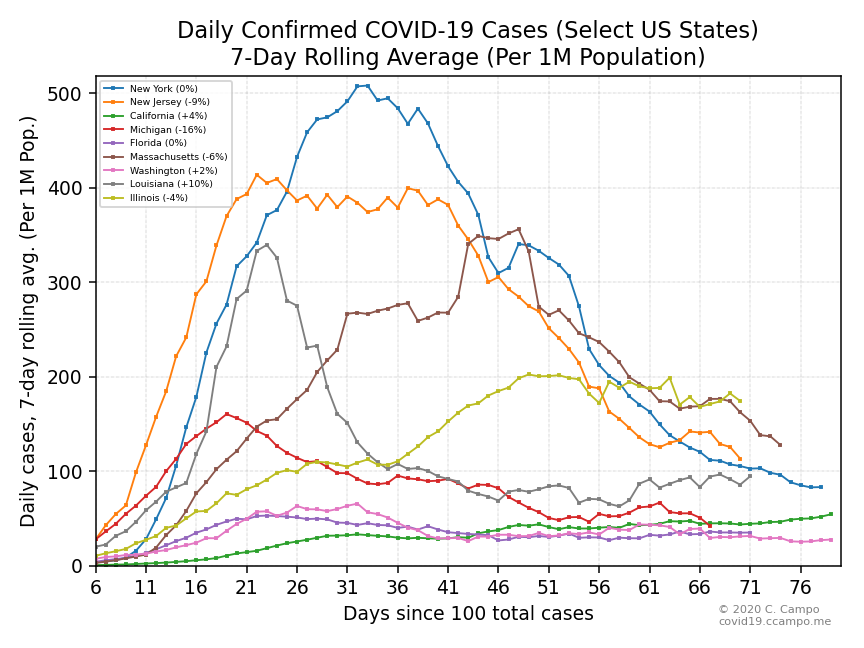 Daily Confirmed COVID-19 Cases (Select US States)
7-Day Rolling Average (Per 1M Population)
Daily cases, 7-day rolling avg. (Per 1M Pop.)
500
400
300
200
100
0
New York (0%)
New Jersey (-9%)
California (+4%)
Michigan (-16%)
Florida (0%)
Massachusetts (-6%)
Washington (+2%)
Louisiana (+10%)
Illinois (-4%)
6 11 16 21 26 31 36 41 46 51 56 61 66 71 76
Days since 100 total cases
© 2020 C. Campo
covid19.ccampo.me